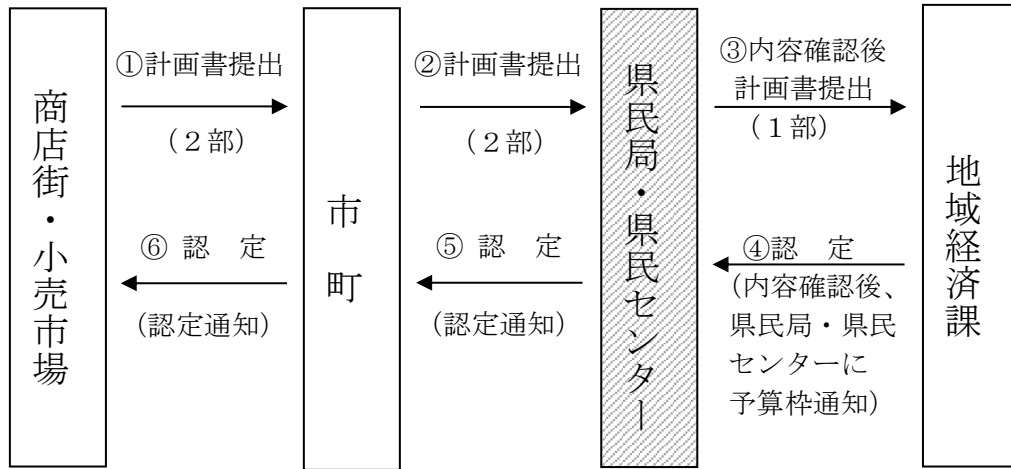 商店街・小売市場
①計画書提出
（２部）
⑥ 認　定
(認定通知)
市町
②計画書提出
（２部）
⑤ 認　定
(認定通知)
県民局・県民センター
③内容確認後
計画書提出
（１部）
④認　定
(内容確認後、
県民局・県民
センターに
予算枠通知)
地域経済課